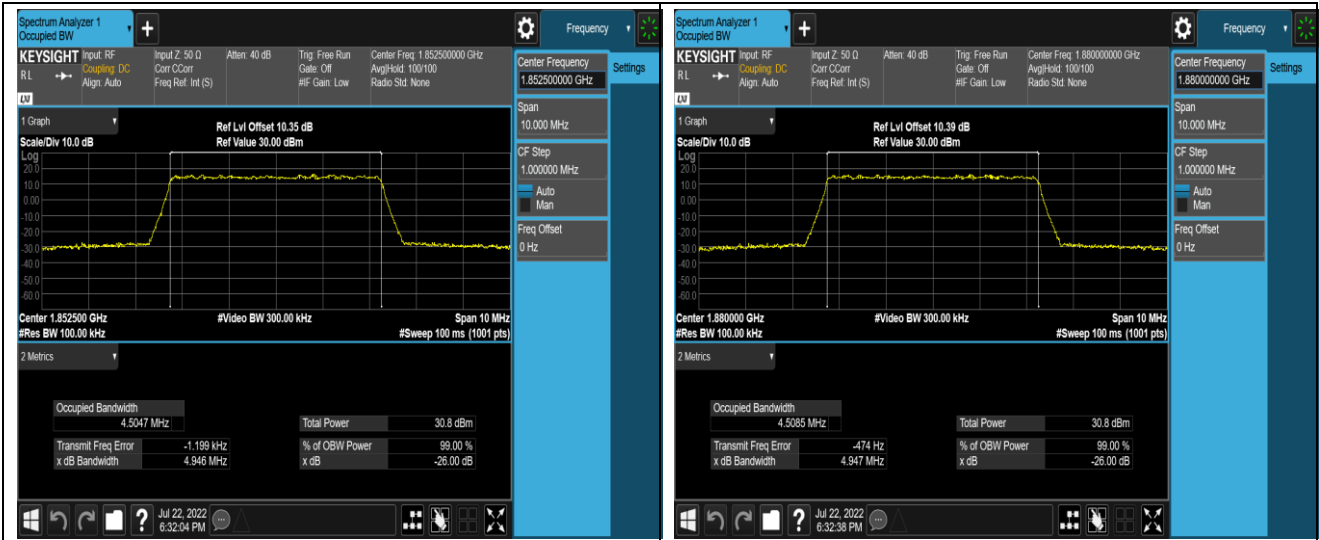 Spectrum Analyzer 1
Occupied BW
Frequency
KEYSIGHT Input: RF Input Z: 50 Ω Atten: 40 dB Trig: Free Run Center Freq: 1.852500000 GHz
Coupling: DC Corr CCorr Gate: Off Avg|Hold: 100/100
RL Align: Auto Freq Ref: Int (S) #IF Gain: Low Radio Std: None
LXI
Center Frequency
1.852500000 GHz
Settings
Span
10.000 MHz
CF Step
1.000000 MHz
Auto
Man
Freq Offset
0 Hz
1 Graph
Ref Lvl Offset 10.35 dB
Scale/Div 10.0 dB Ref Value 30.00 dBm
Log
20.0
10.0
0.00
-10.0
-20.0
-30.0
-40.0
-50.0
-60.0
Center 1.852500 GHz #Video BW 300.00 kHz Span 10 MHz
#Res BW 100.00 kHz #Sweep 100 ms (1001 pts)
2 Metrics
Occupied Bandwidth
4.5047 MHz Total Power 30.8 dBm
Transmit Freq Error -1.199 kHz % of OBW Power 99.00 %
x dB Bandwidth 4.946 MHz x dB -26.00 dB
Jul 22, 2022
6:32:04 PM
Spectrum Analyzer 1
Occupied BW
Frequency
KEYSIGHT Input: RF Input Z: 50 Ω Atten: 40 dB Trig: Free Run Center Freq: 1.880000000 GHz
Coupling: DC Corr CCorr Gate: Off Avg|Hold: 100/100
RL Align: Auto Freq Ref: Int (S) #IF Gain: Low Radio Std: None
LXI
Center Frequency
1.880000000 GHz
Settings
Span
10.000 MHz
CF Step
1.000000 MHz
Auto
Man
Freq Offset
0 Hz
1 Graph
Ref Lvl Offset 10.39 dB
Scale/Div 10.0 dB Ref Value 30.00 dBm
Log
20.0
10.0
0.00
-10.0
-20.0
-30.0
-40.0
-50.0
-60.0
Center 1.880000 GHz #Video BW 300.00 kHz Span 10 MHz
#Res BW 100.00 kHz #Sweep 100 ms (1001 pts)
2 Metrics
Occupied Bandwidth
4.5085 MHz Total Power 30.8 dBm
Transmit Freq Error -474 Hz % of OBW Power 99.00 %
x dB Bandwidth 4.947 MHz x dB -26.00 dB
Jul 22, 2022
6:32:38 PM